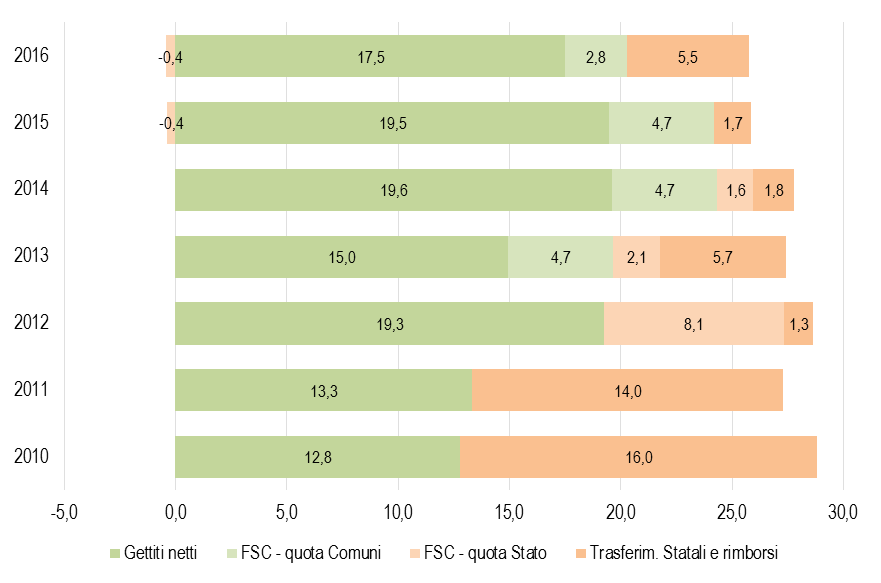 2016 -0,4 17,5 2,8 5,5
2015 -0,4 19,5 4,7 1,7
2014 19,6 4,7 1,6 1,8
2013 15,0 4,7 2,1 5,7
2012 19,3 8,1 1,3
2011 13,3 14,0
2010 12,8 16,0
-5,0 0,0 5,0 10,0 15,0 20,0 25,0 30,0
Gettiti netti FSC - quota Comuni FSC - quota Stato Trasferim. Statali e rimborsi